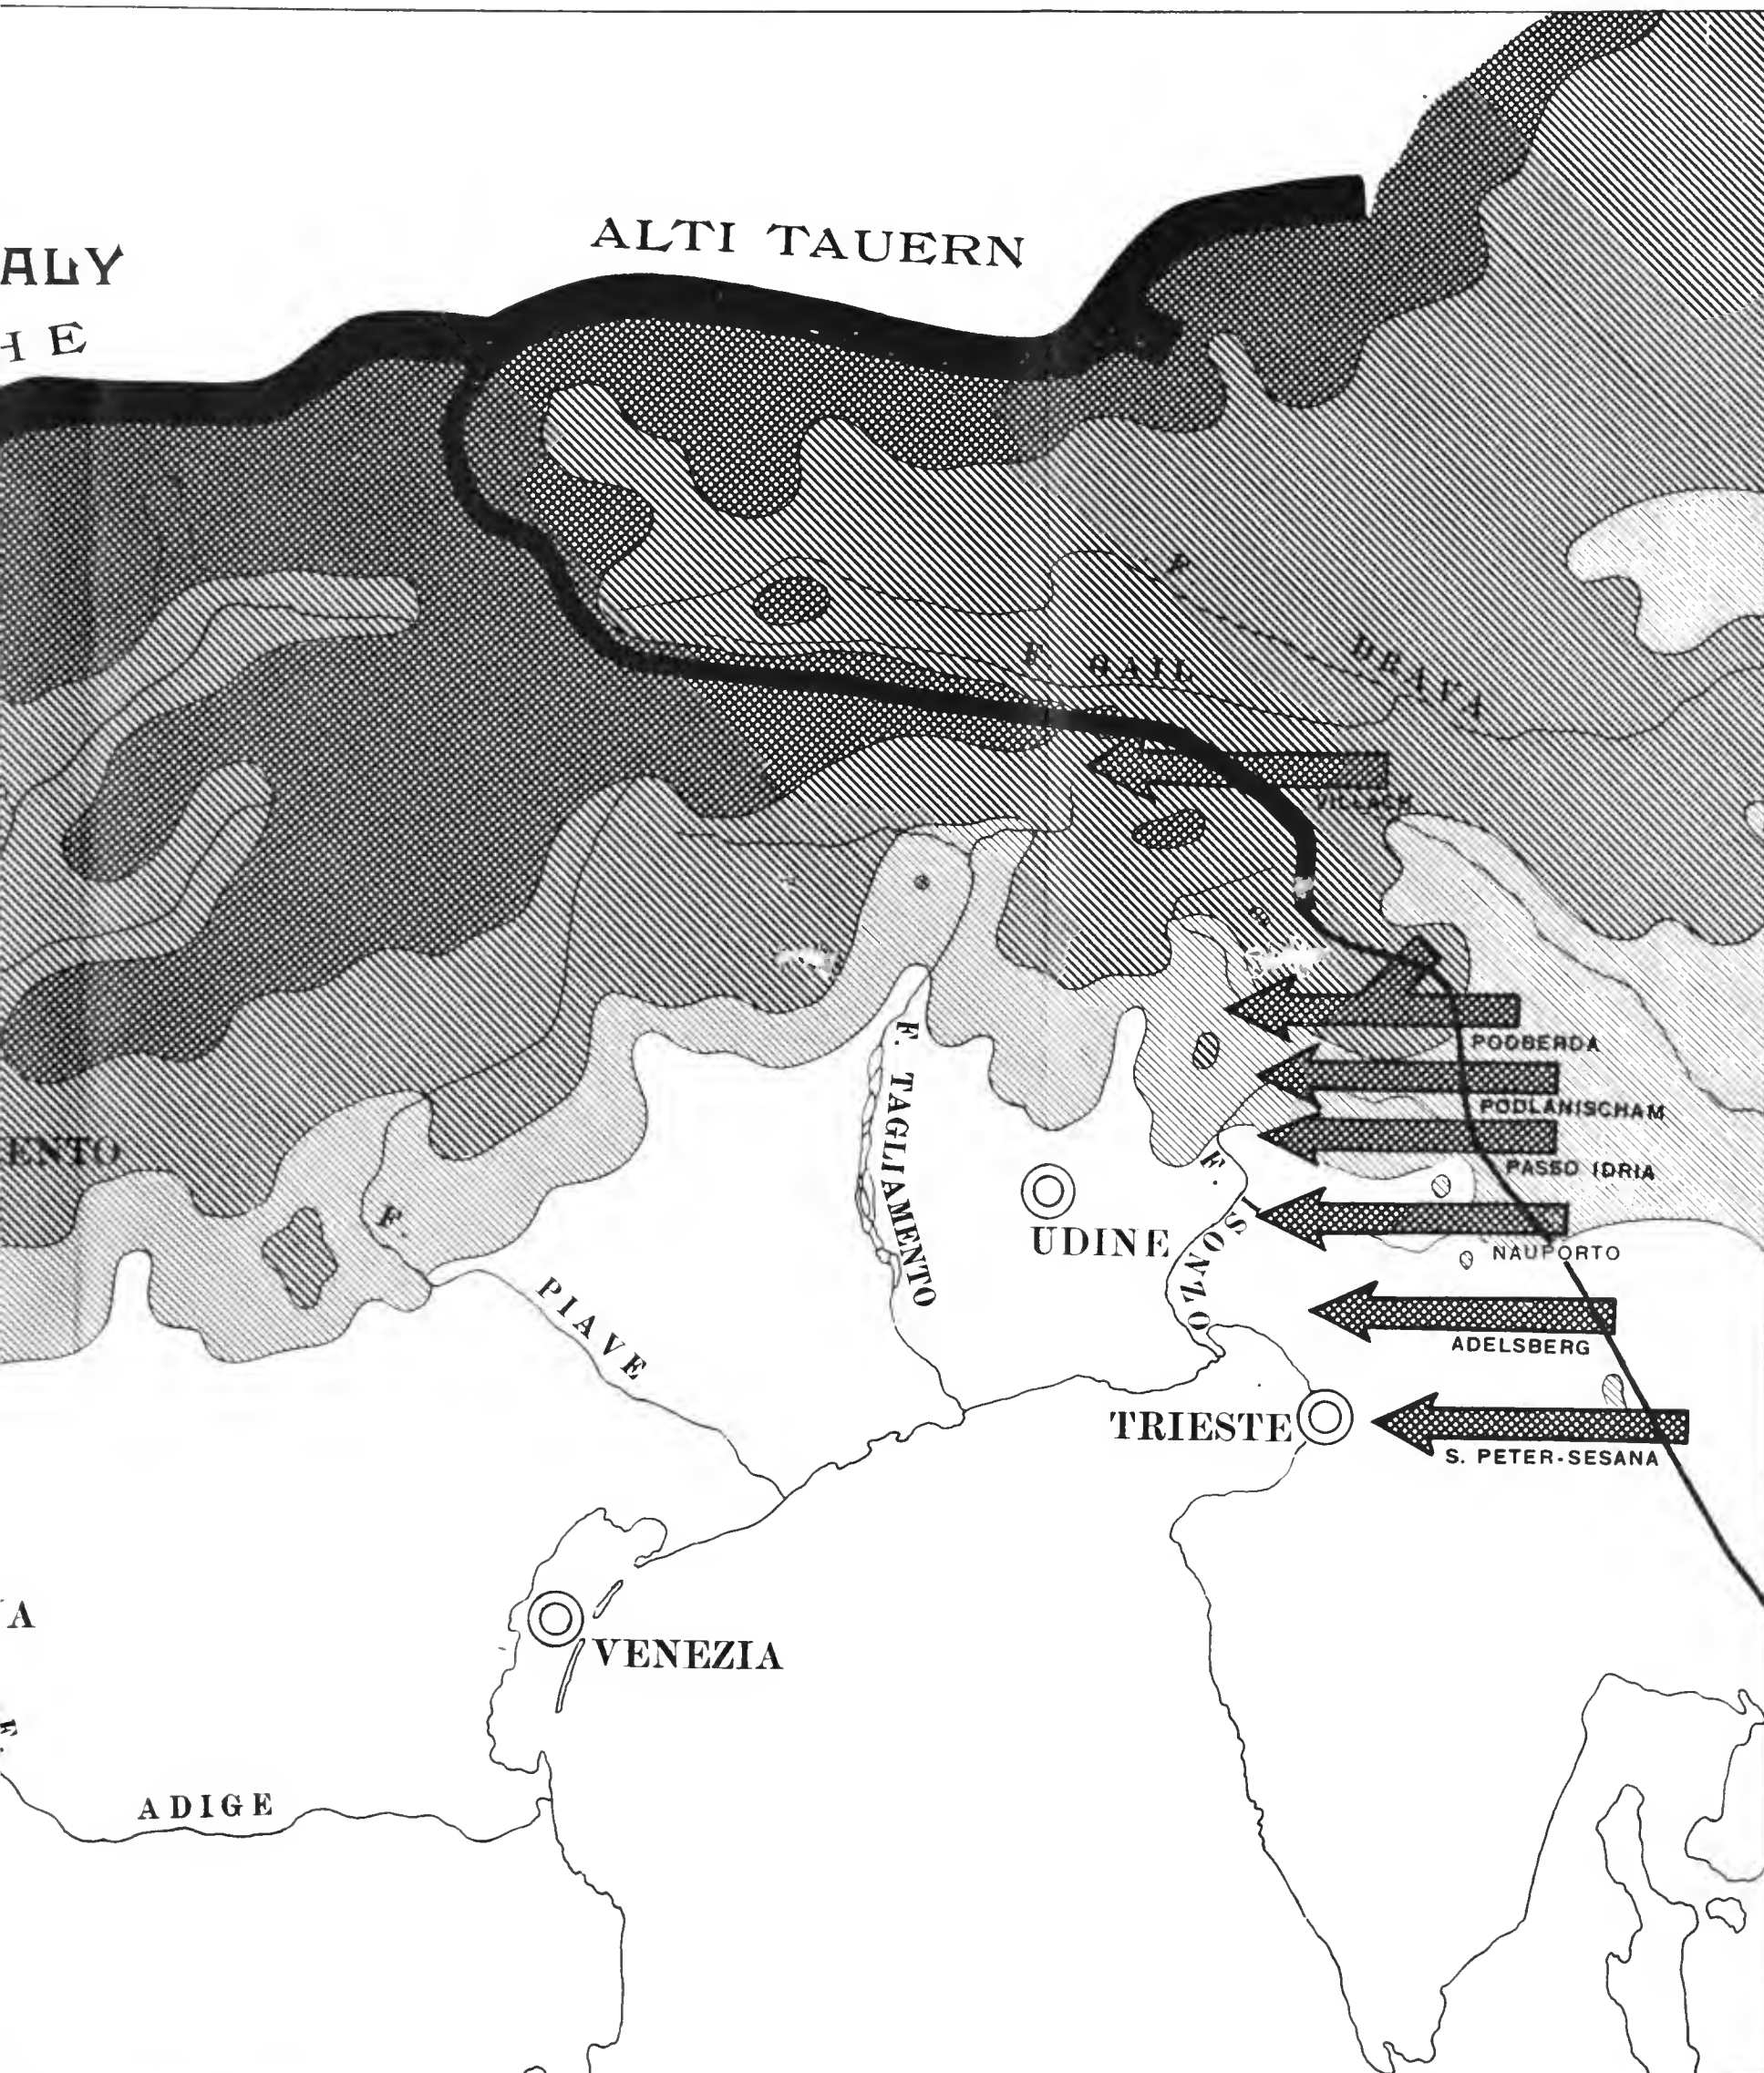 ALTI TAUERN
ALY
HE
F. DRAVA
F. GAIL
VILLACH
PODBERDA
PODLANISCHAM
PASSO IDRIA
NAUPORTO
ADELSBERG
S. PETER-SESANA
ENTO
F. TAGLIAMENTO
F. SONZO
UDINE
F.
PIAVE
TRIESTE
VENEZIA
A
F.
ADIGE